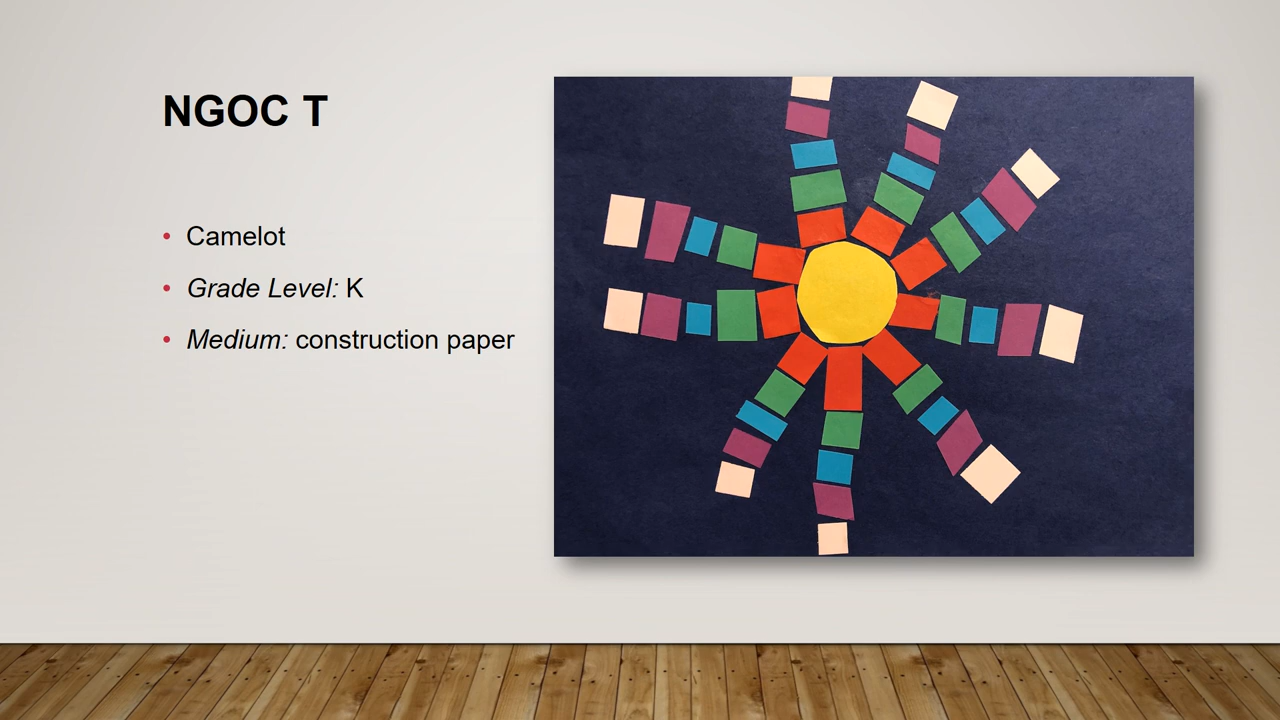 NGOC T
• Camelot
• Grade Level: K
• Medium: construction paper